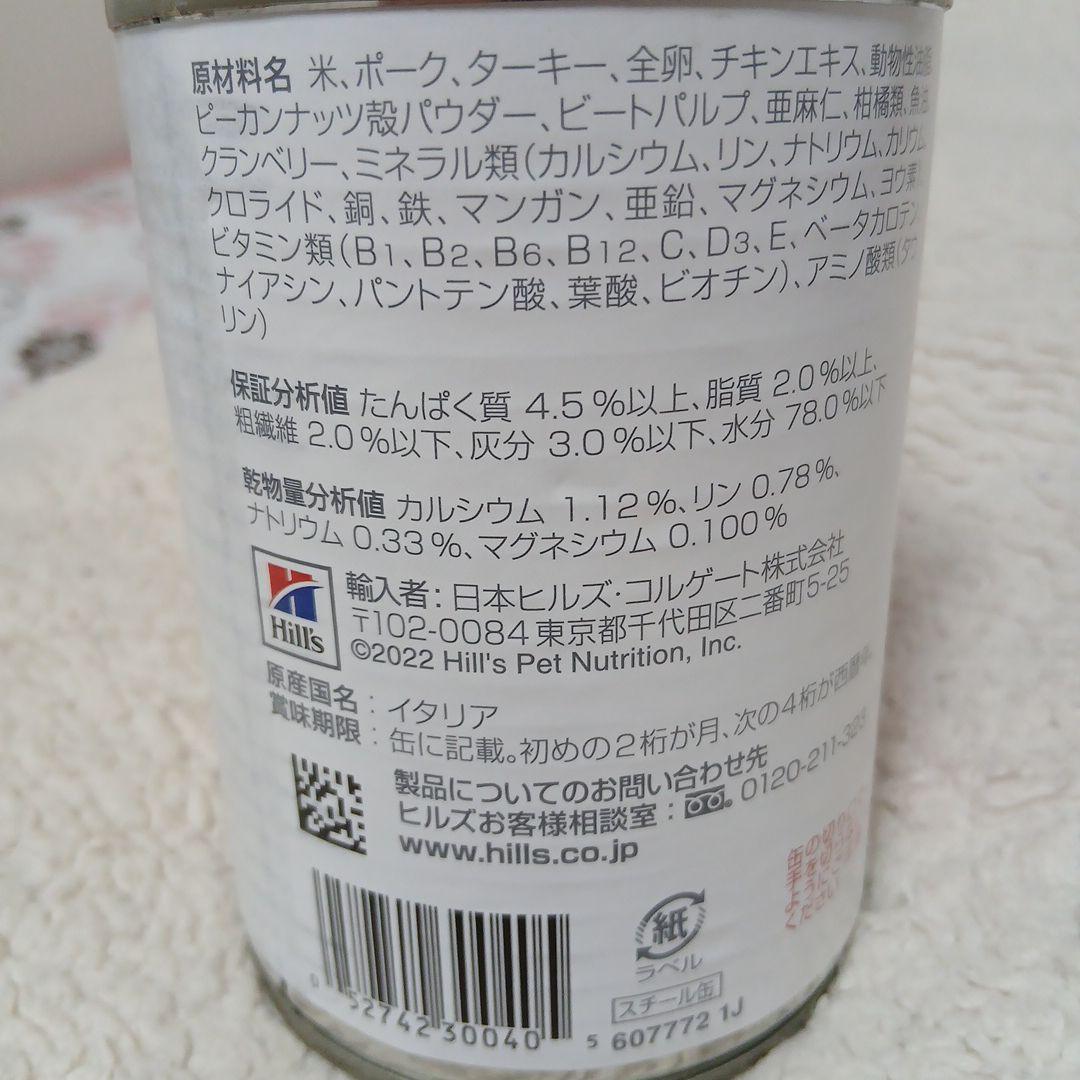 原材料名 米、ポーク、ターキー、全卵、チキンエキス、動物性油脂
ピーカンナッツ殻パウダー、ビートパルプ、亜麻仁、柑橘類、魚油
クランベリー、ミネラル類(カルシウム、リン、ナトリウム、カリウム、
クロライド、銅、鉄、マンガン、亜鉛、マグネシウム、ヨウ素
ビタミン類(B1、B2、B6、B12、C、D3、E、ベータカロテン
ナイアシン、パントテン酸、葉酸、ビオチン)、アミノ酸類(タウ
リン)
保証分析値 たんぱく質 4.5%以上、脂質 2.0%以上、
粗繊維 2.0%以下、灰分 3.0%以下、水分 78.0%以下
乾物量分析値 カルシウム 1.12%、リン 0.78%、
ナトリウム 0.33%、マグネシウム 0.100%
Hill's
輸入者:日本ヒルズ・コルゲート株式会社
〒102-0084 東京都千代田区二番町5-25
©2022 Hill's Pet Nutrition, Inc.
原産国名:イタリア
賞味期限:缶に記載。初めの2桁が月、次の4桁が西暦年。
製品についてのお問い合わせ先
ヒルズお客様相談室: 0120-211-323
www.hills.co.jp
紙
ラベル
スチール缶
0 52742 30040 5
607772 1J